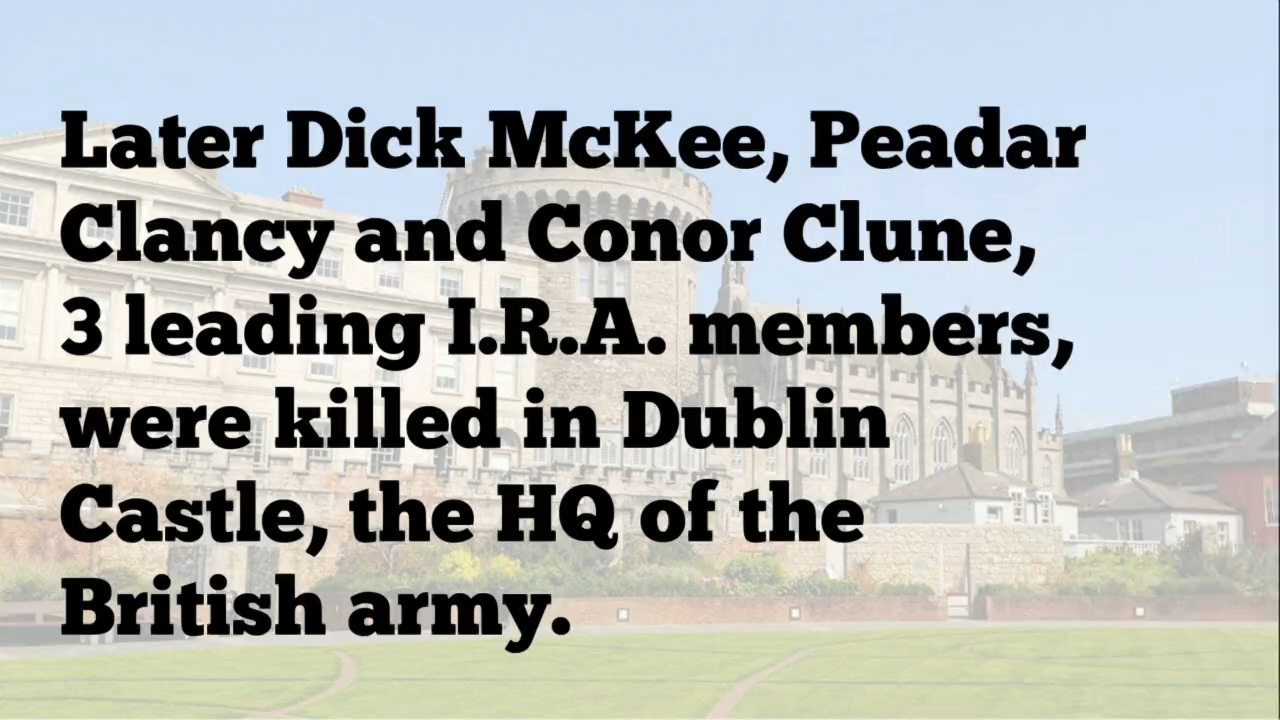 Later Dick McKee, Peadar
Clancy and Conor Clune,
3 leading I.R.A. members,
were killed in Dublin
Castle, the HQ of the
British army.